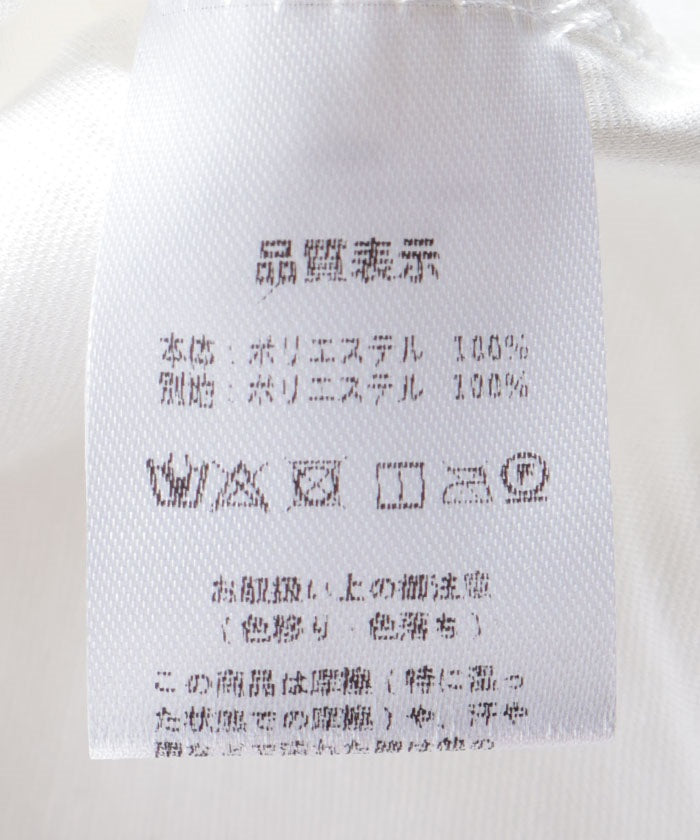 品質表示
本体：ポリエステル 100%
別地：ポリエステル 100%
F
お取扱い上の御注意
（色移り・色落ち）
この商品は摩擦（特に湿っ
た状態での摩擦）や、汗や